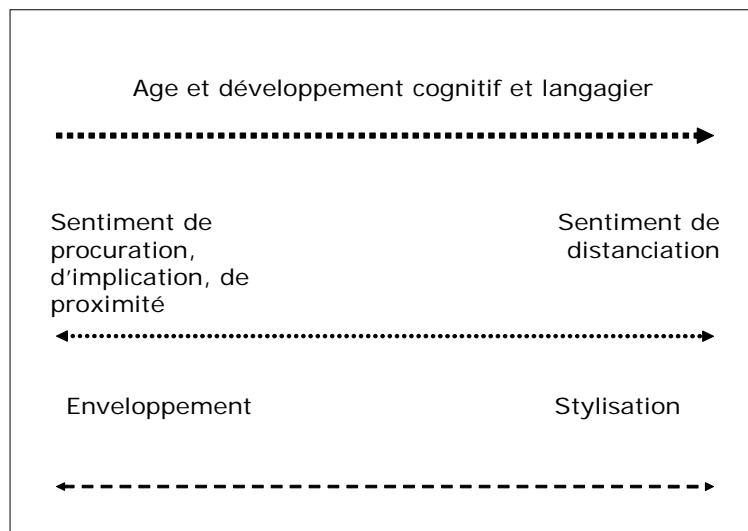 Age et développement cognitif et langagier
Sentiment de
procuration,
d'implication, de
proximité
Sentiment de
distanciation
Enveloppement
Stylisation